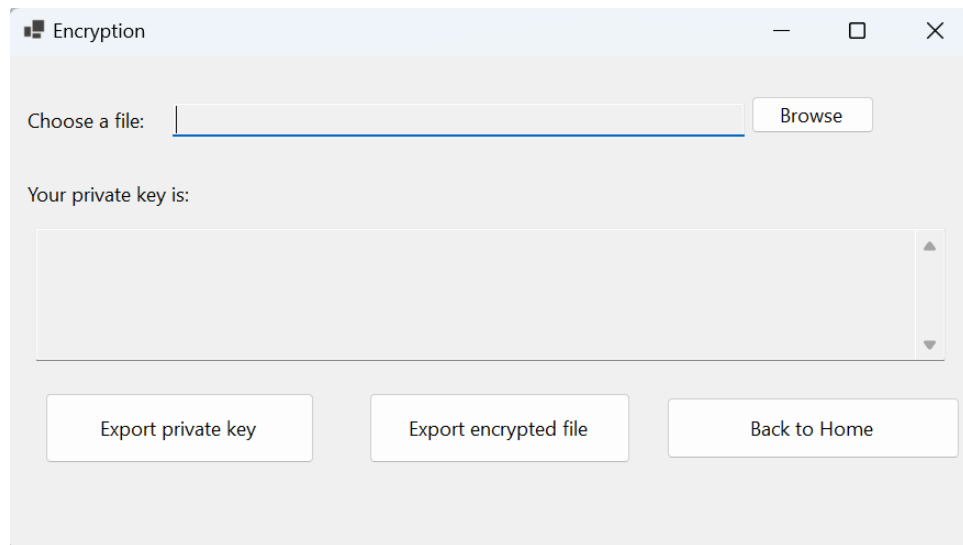 Encryption
Choose a file:
Browse
Your private key is:
Export private key
Export encrypted file
Back to Home